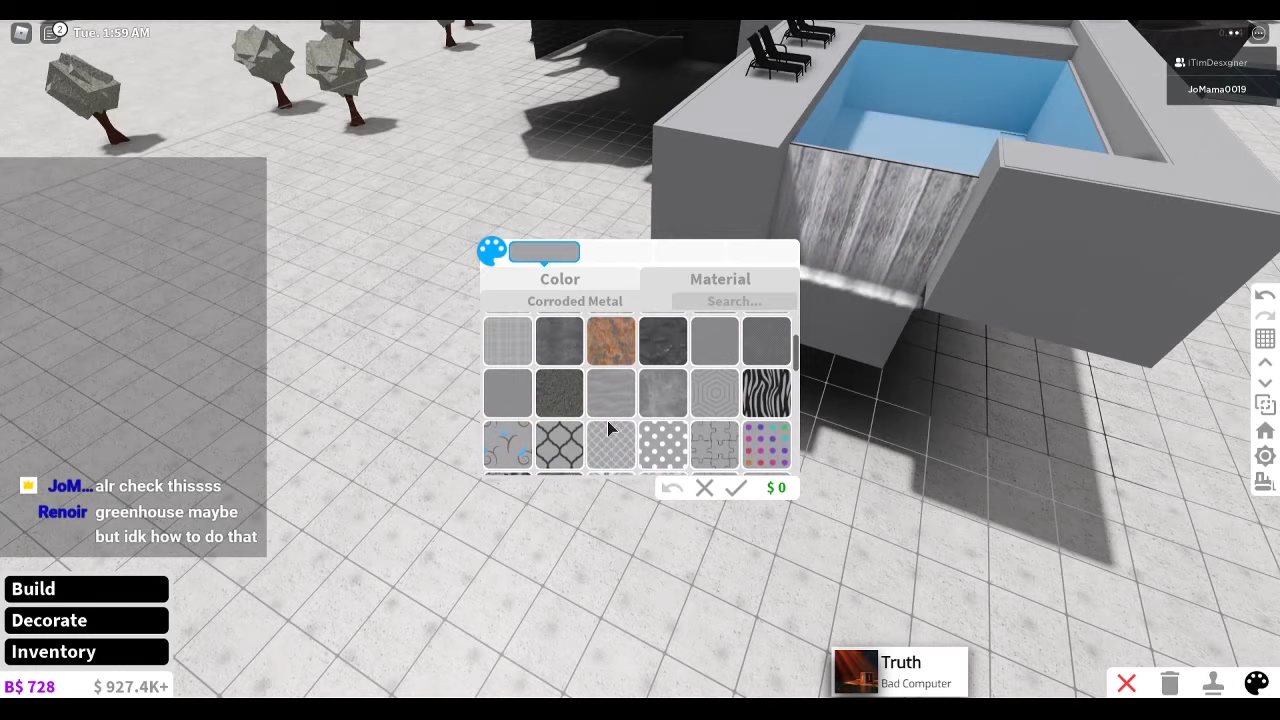 2
Tue. 1:59 AM
iTimDesxgner
JoMama0019
Color
Material
Corroded Metal
Search...
$ 0
JoM... alr check thissss
Renoir greenhouse maybe
but idk how to do that
Build
Decorate
Inventory
B$ 728 $ 927.4K+
Truth
Bad Computer